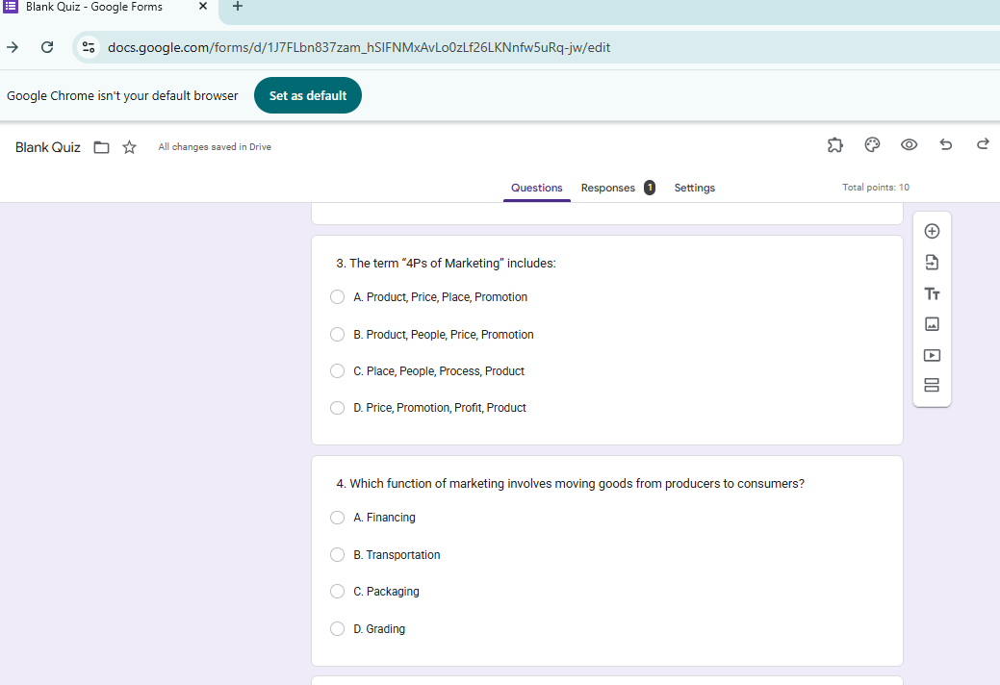 Blank Quiz - Google Forms
docs.google.com/forms/d/1J7FLbn837zam_hSIFNMxAvLo0zLf26LKNnfw5uRq-jw/edit
Google Chrome isn't your default browser Set as default
Blank Quiz All changes saved in Drive
Questions Responses 1 Settings Total points: 10
3. The term “4Ps of Marketing” includes:
A. Product, Price, Place, Promotion
B. Product, People, Price, Promotion
C. Place, People, Process, Product
D. Price, Promotion, Profit, Product
4. Which function of marketing involves moving goods from producers to consumers?
A. Financing
B. Transportation
C. Packaging
D. Grading